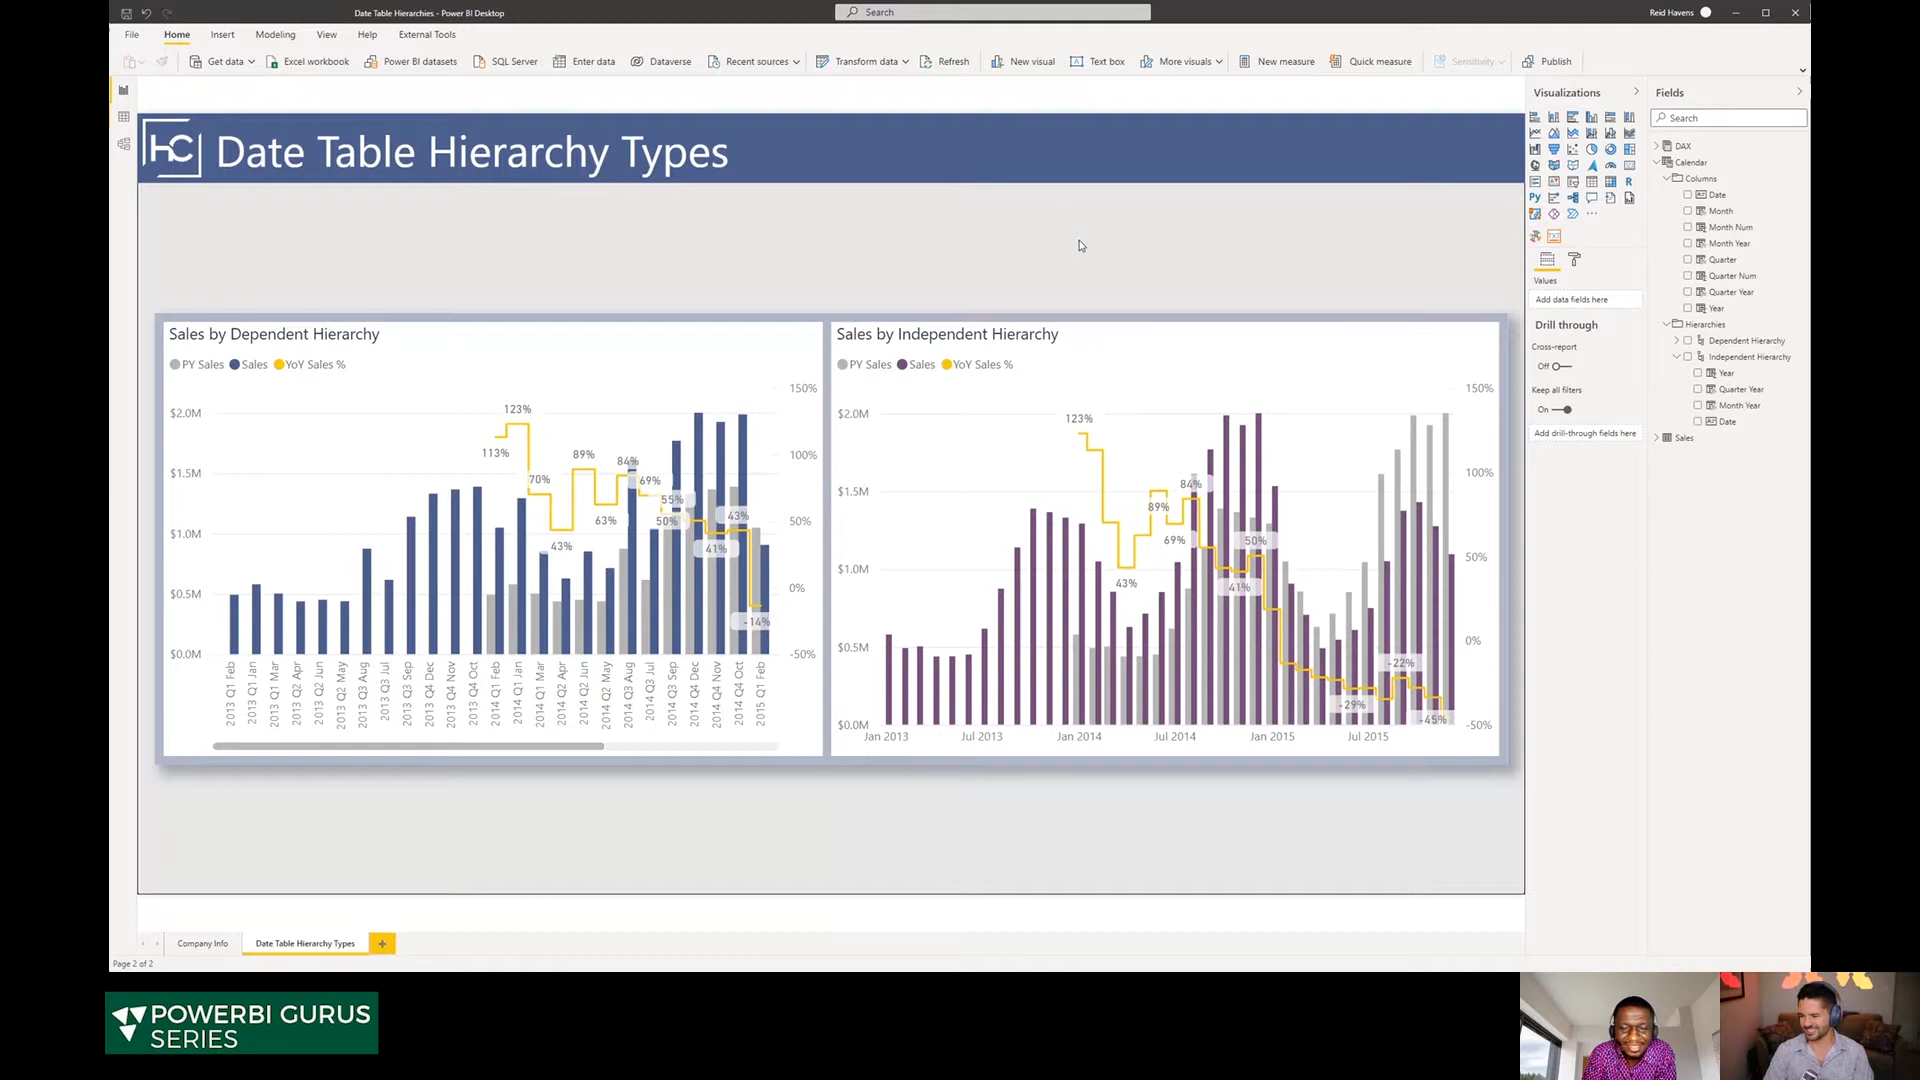 Date Table Hierarchies - Power BI Desktop
Search
Reid Havens
File Home Insert Modeling View Help External Tools
Get data Excel workbook Power BI datasets SQL Server Enter data Dataverse Recent sources Transform data Refresh New visual Text box More visuals New measure Quick measure Sensitivity Publish
HC Date Table Hierarchy Types
Sales by Dependent Hierarchy
PY Sales Sales YoY Sales %
$2.0M
$1.5M
$1.0M
$0.5M
$0.0M
150%
100%
50%
0%
-50%
113%
123%
70%
43%
89%
63%
84%
69%
50%
55%
41%
43%
-14%
2013 Q1 Feb
2013 Q1 Jan
2013 Q1 Mar
2013 Q2 Apr
2013 Q2 Jun
2013 Q2 May
2013 Q3 Aug
2013 Q3 Jul
2013 Q3 Sep
2013 Q4 Dec
2013 Q4 Nov
2013 Q4 Oct
2014 Q1 Feb
2014 Q1 Jan
2014 Q1 Mar
2014 Q2 Apr
2014 Q2 Jun
2014 Q2 May
2014 Q3 Aug
2014 Q3 Jul
2014 Q3 Sep
2014 Q4 Dec
2014 Q4 Nov
2014 Q4 Oct
2015 Q1 Feb
Sales by Independent Hierarchy
PY Sales Sales YoY Sales %
$2.0M
$1.5M
$1.0M
$0.5M
$0.0M
150%
100%
50%
0%
-50%
123%
43%
89%
69%
84%
41%
50%
-29%
-22%
-45%
Jan 2013 Jul 2013 Jan 2014 Jul 2014 Jan 2015 Jul 2015
Visualizations
R
Py
TXT
Values
Add data fields here
Drill through
Cross-report
Off
Keep all filters
On
Add drill-through fields here
Fields
Search
DAX
Calendar
Columns
Date
Month
Month Num
Month Year
Quarter
Quarter Num
Quarter Year
Year
Hierarchies
Dependent Hierarchy
Independent Hierarchy
Year
Quarter Year
Month Year
Date
Sales
Company Info Date Table Hierarchy Types +
Page 2 of 2
POWERBI GURUS
SERIES